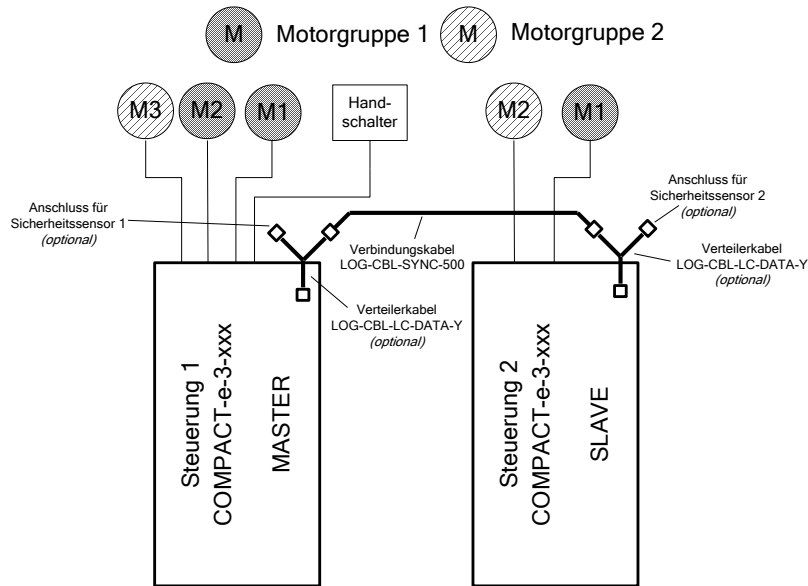 M Motorgruppe 1 M Motorgruppe 2
M3 M2 M1
Hand-
schalter
M2 M1
Anschluss für
Sicherheitssensor 1
(optional)
Anschluss für
Sicherheitssensor 2
(optional)
Verbindungskabel
LOG-CBL-SYNC-500
Verteilerkabel
LOG-CBL-LC-DATA-Y
(optional)
Verteilerkabel
LOG-CBL-LC-DATA-Y
(optional)
Steuerung 1
COMPACT-e-3-xxx
MASTER
Steuerung 2
COMPACT-e-3-xxx
SLAVE